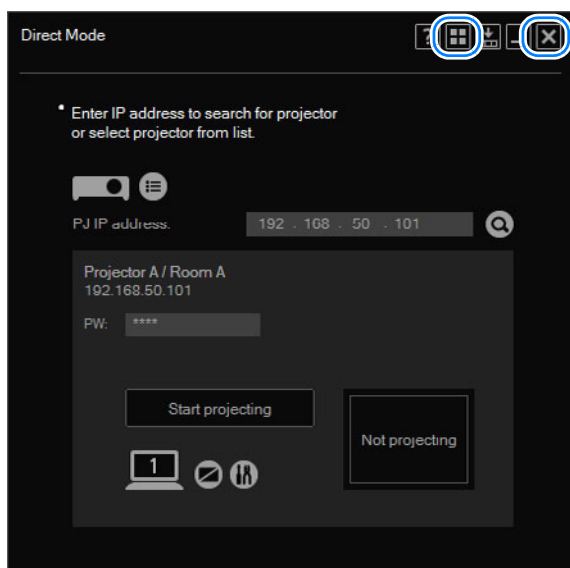 Direct Mode
?
Enter IP address to search for projector
or select projector from list.
PJ IP address:
192 . 168 . 50 . 101
Projector A / Room A
192.168.50.101
PW:
****
Start projecting
Not projecting
1